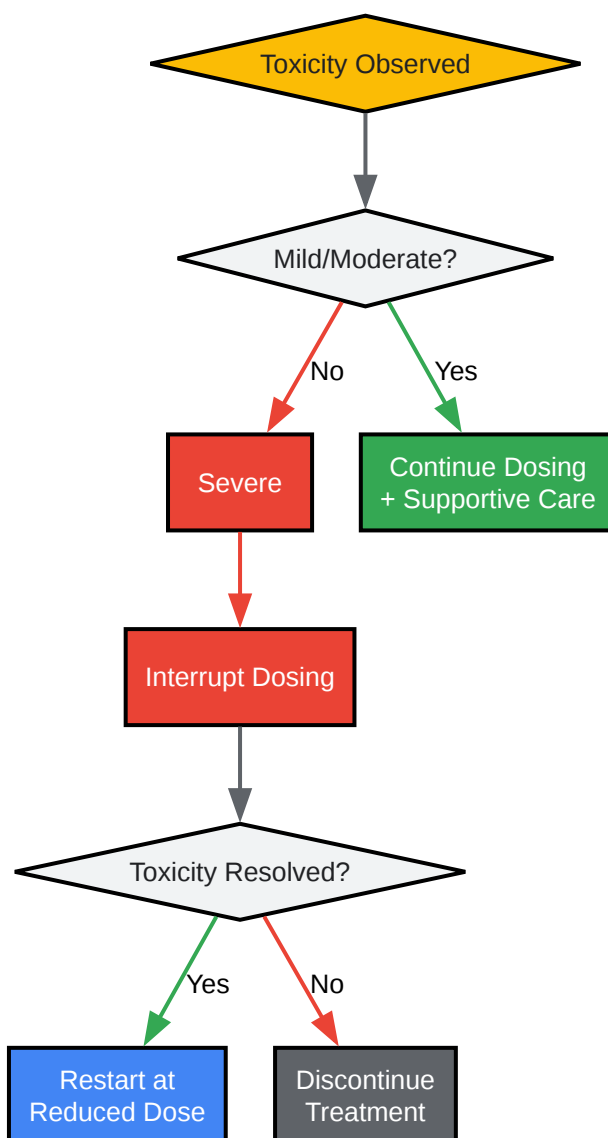 Toxicity Observed
Mild/Moderate?
No
Yes
Severe
Continue Dosing
+ Supportive Care
Interrupt Dosing
Toxicity Resolved?
Yes
No
Restart at
Reduced Dose
Discontinue
Treatment